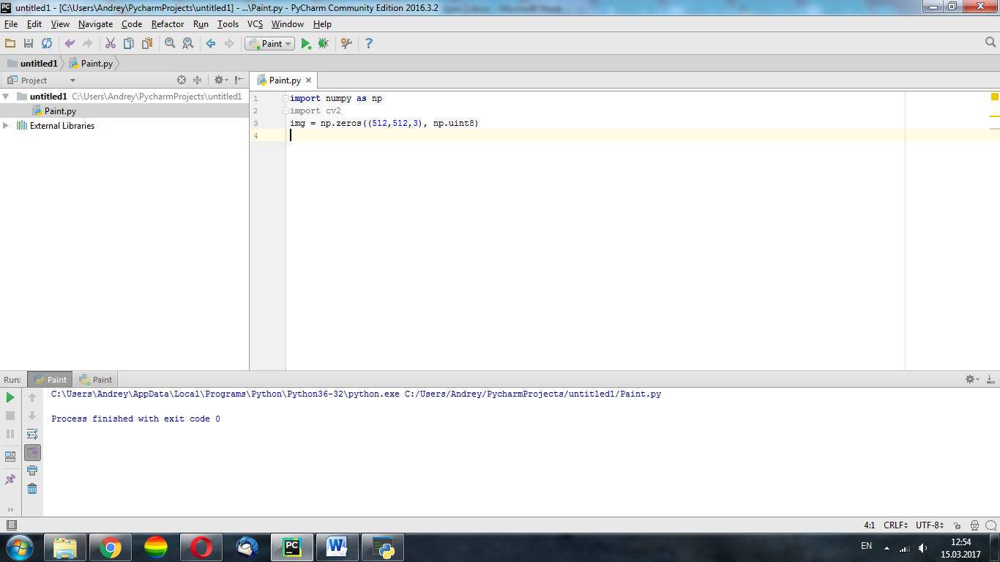 untitled1 - [C:\Users\Andrey\PycharmProjects\untitled1] - ...\Paint.py - PyCharm Community Edition 2016.3.2
File Edit View Navigate Code Refactor Run Tools VCS Window Help
Paint
untitled1 Paint.py
Project
Paint.py
untitled1 C:\Users\Andrey\PycharmProjects\untitled1
Paint.py
External Libraries
1 import numpy as np
2 import cv2
3 img = np.zeros((512,512,3), np.uint8)
4
Run: Paint Paint
C:\Users\Andrey\AppData\Local\Programs\Python\Python36-32\python.exe C:/Users/Andrey/PycharmProjects/untitled1/Paint.py
Process finished with exit code 0
4:1 CRLF UTF-8
EN 12:54
15.03.2017